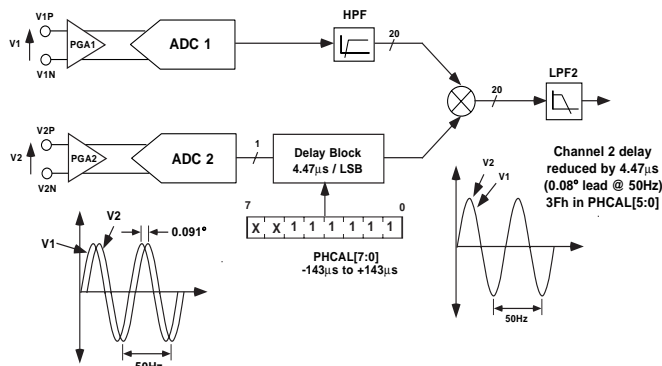 HPF
V1P
V1
PGA1
ADC 1
V1N
20
LPF2
20
V2P
V2
PGA2
ADC 2
V2N
1
Delay Block
4.47μs / LSB
Channel 2 delay
reduced by 4.47μs
(0.08° lead @ 50Hz)
3Fh in PHCAL[5:0]
V2
V1
7
0
X X 1 1 1 1 1 1
PHCAL[7:0]
-143μs to +143μs
V2
V1
0.091°
50Hz
50Hz